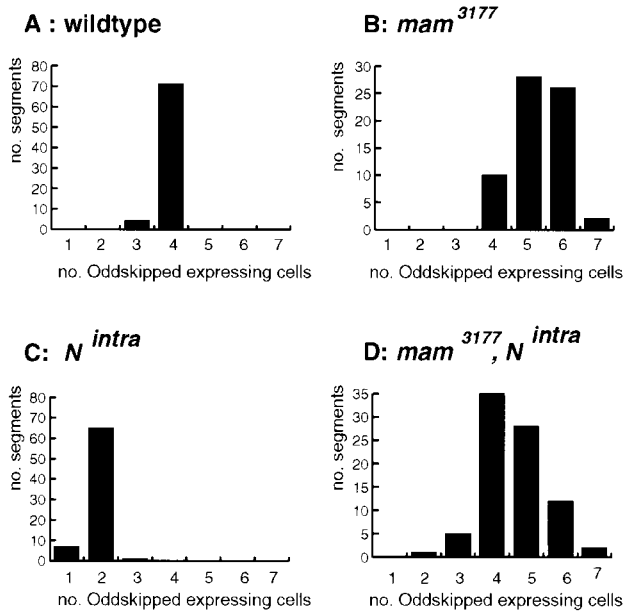 A : wildtype
no. segments
80
70
60
50
40
30
20
10
0
1 2 3 4 5 6 7
no. Oddskipped expressing cells
B: mam 3177
no. segments
30
25
20
15
10
5
0
1 2 3 4 5 6 7
no. Oddskipped expressing cells
C: N intra
no. segments
80
70
60
50
40
30
20
10
0
1 2 3 4 5 6 7
no. Oddskipped expressing cells
D: mam 3177, N intra
no. segments
35
30
25
20
15
10
5
0
1 2 3 4 5 6 7
no. Oddskipped expressing cells